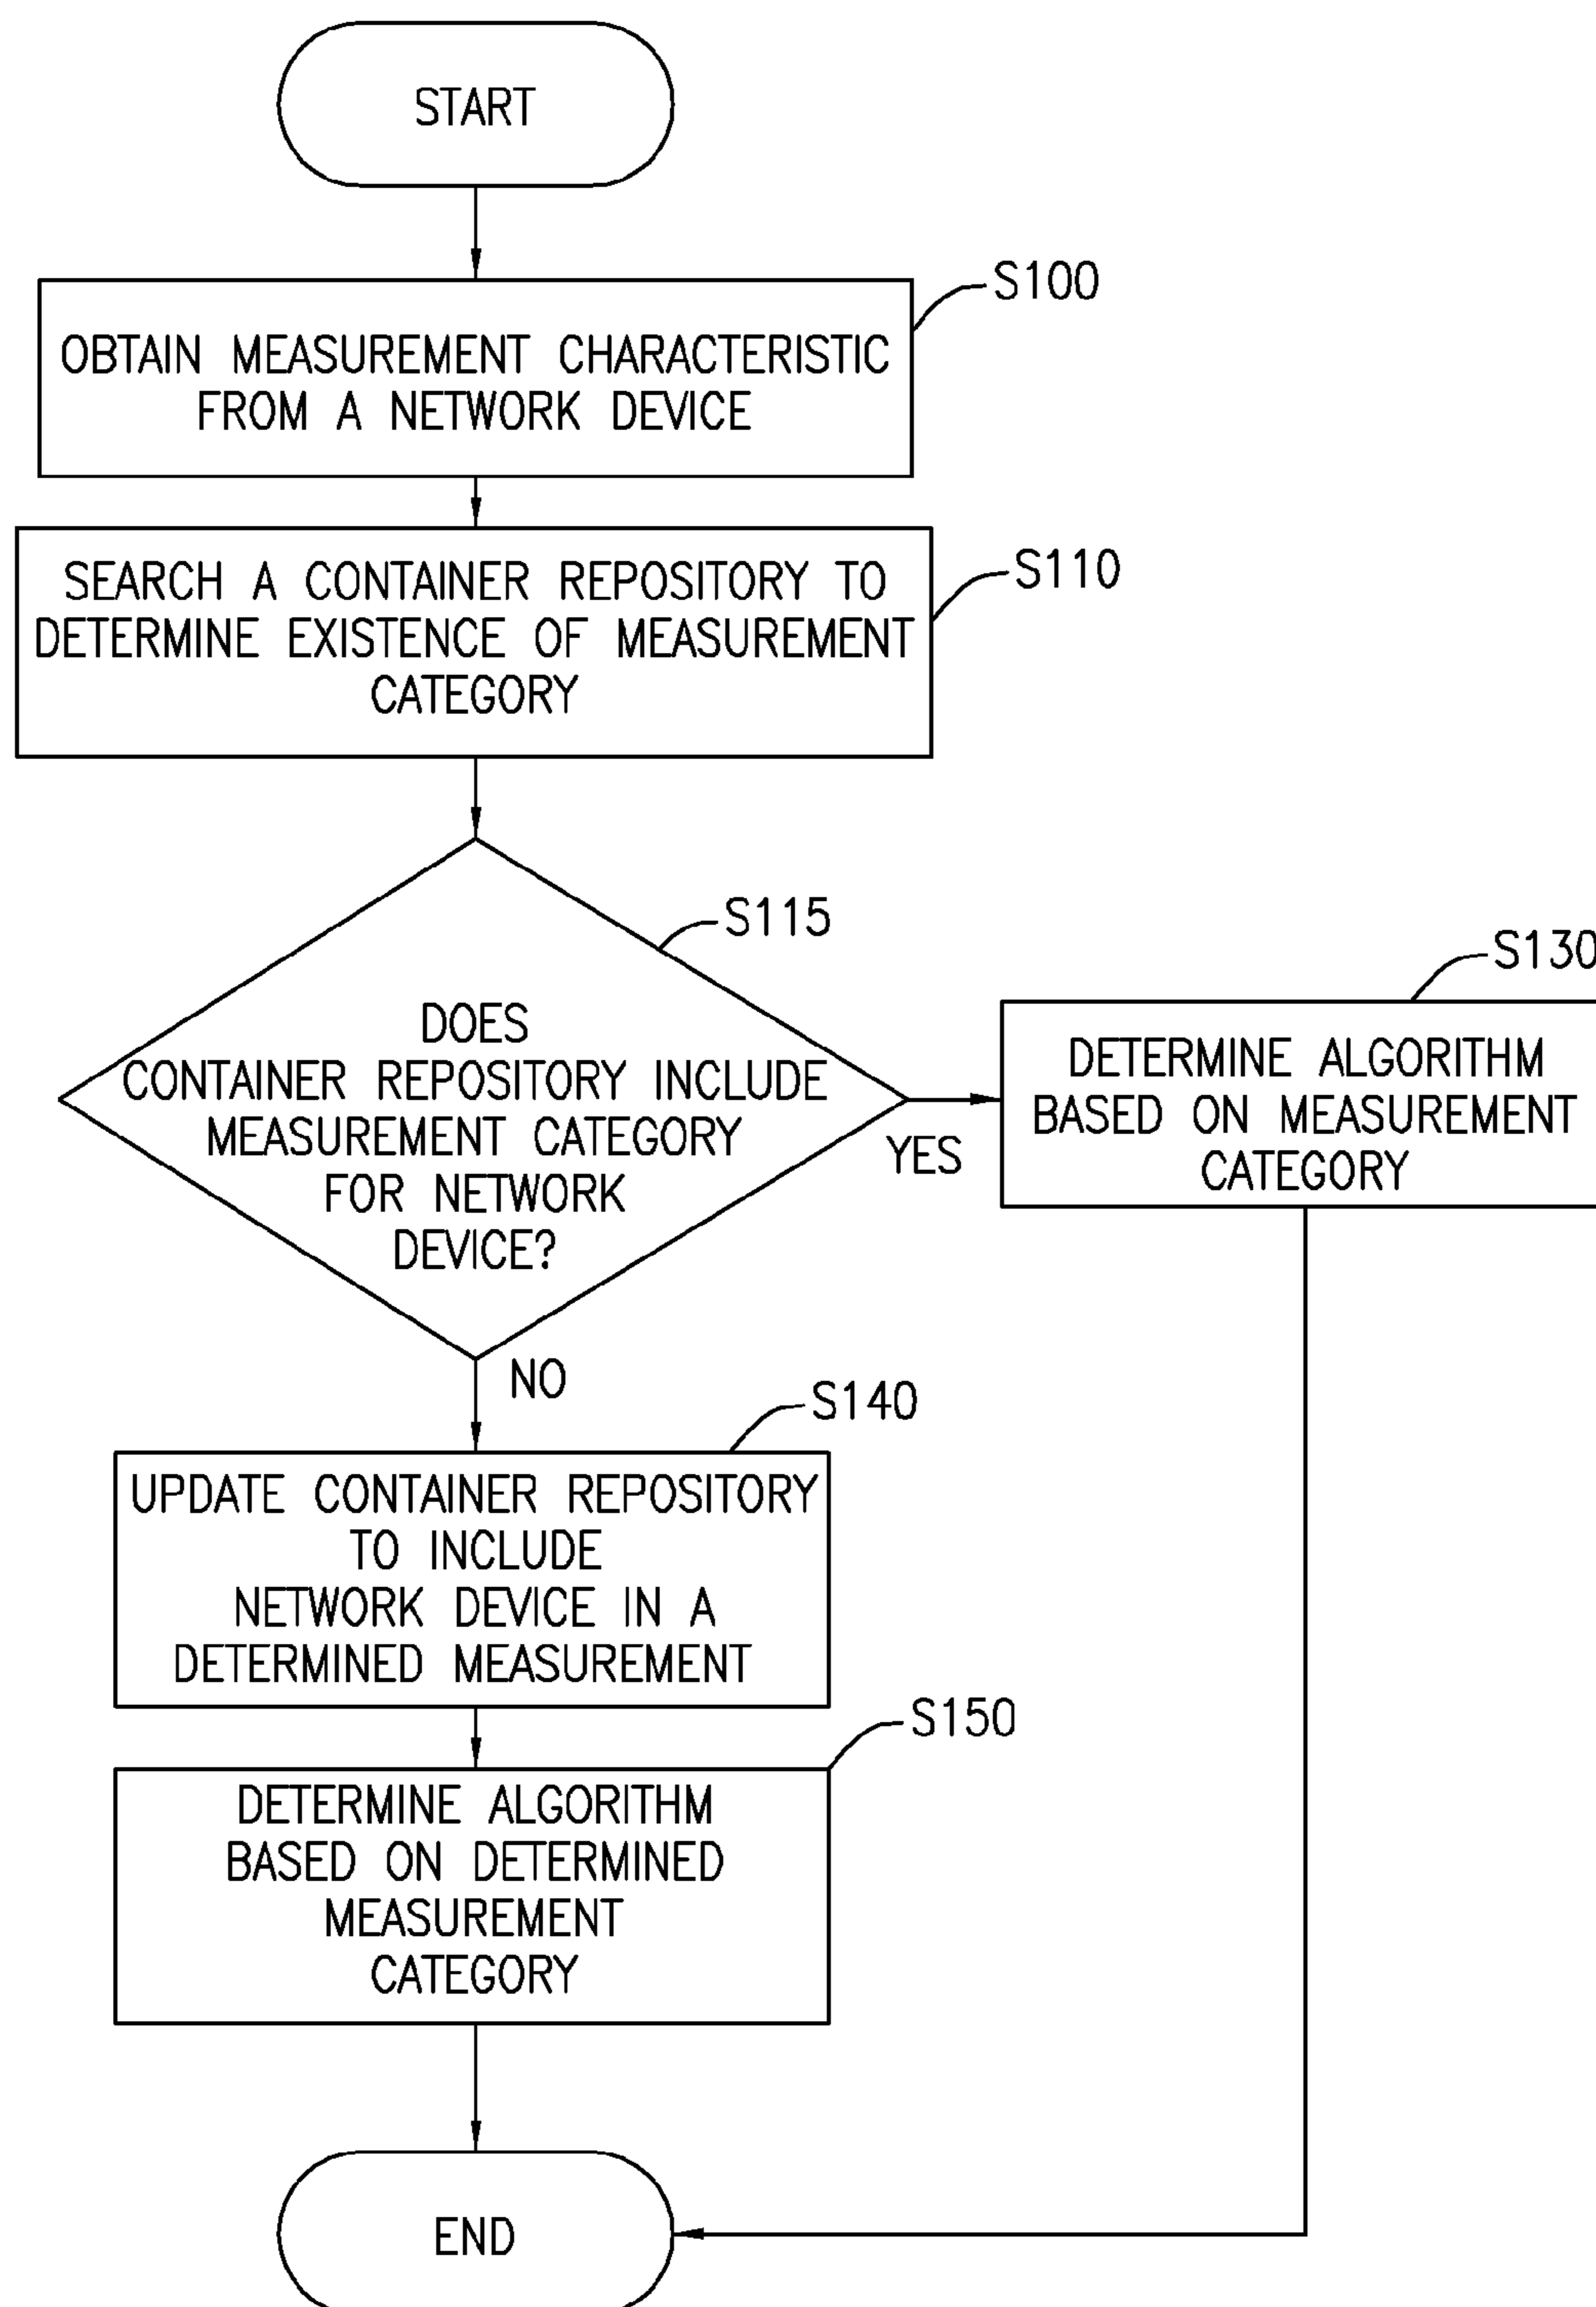 START
S100
OBTAIN MEASUREMENT CHARACTERISTIC
FROM A NETWORK DEVICE
S110
SEARCH A CONTAINER REPOSITORY TO
DETERMINE EXISTENCE OF MEASUREMENT
CATEGORY
S115
DOES
CONTAINER REPOSITORY INCLUDE
MEASUREMENT CATEGORY
FOR NETWORK
DEVICE?
YES
S130
DETERMINE ALGORITHM
BASED ON MEASUREMENT
CATEGORY
NO
S140
UPDATE CONTAINER REPOSITORY
TO INCLUDE
NETWORK DEVICE IN A
DETERMINED MEASUREMENT
S150
DETERMINE ALGORITHM
BASED ON DETERMINED
MEASUREMENT
CATEGORY
END